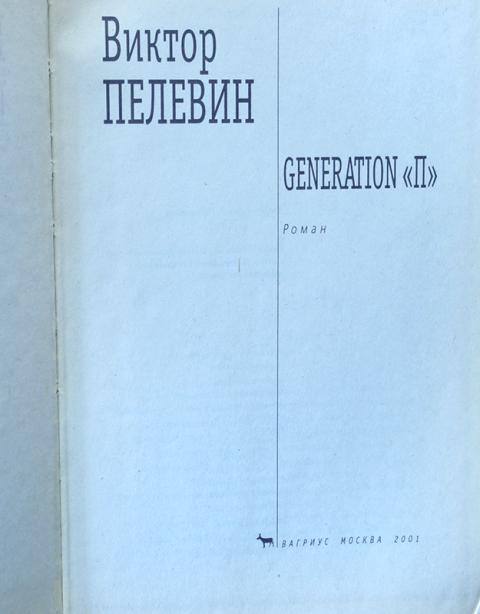 Виктор
ПЕЛЕВИН
GENERATION «П»
Роман
ВАГРИУС МОСКВА 2001